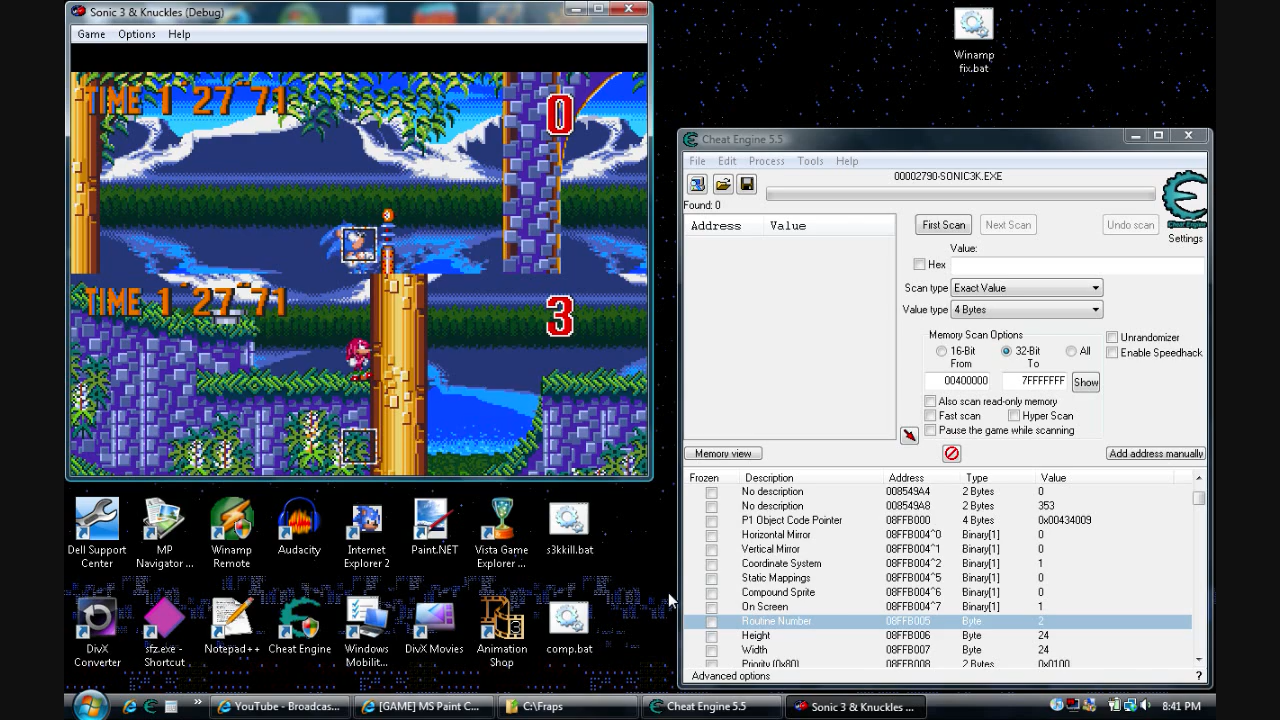 Sonic 3 & Knuckles (Debug)
Game Options Help
TIME 1'27"71
0
TIME 1'27"71
3
Winamp
fix.bat
Cheat Engine 5.5
File Edit Process Tools Help
00002790-SONIC3K.EXE
Found: 0
Address Value
First Scan Next Scan Undo scan
Cheat Engine
Settings
Value:
Hex
Scan type Exact Value
Value type 4 Bytes
Memory Scan Options
16-Bit 32-Bit All
From To
00400000 7FFFFFFF Show
Unrandomizer
Enable Speedhack
Also scan read-only memory
Fast scan Hyper Scan
Pause the game while scanning
Memory view Add address manually
Frozen Description Address Type Value
No description 008549A4 2 Bytes 0
No description 008549A8 2 Bytes 353
P1 Object Code Pointer 08FFB000 4 Bytes 0x00434009
Horizontal Mirror 08FFB004^0 Binary[1] 0
Vertical Mirror 08FFB004^1 Binary[1] 0
Coordinate System 08FFB004^2 Binary[1] 1
Static Mappings 08FFB004^5 Binary[1] 0
Compound Sprite 08FFB004^6 Binary[1] 0
On Screen 08FFB004^7 Binary[1] 1
Routine Number 08FFB005 Byte 2
Height 08FFB006 Byte 24
Width 08FFB007 Byte 24
Priority (0x80) 08FFB008 2 Bytes 0x0100
Advanced options ?
Dell Support
Center
MP
Navigator ...
Winamp
Remote
Audacity
Internet
Explorer 2
Paint.NET
Vista Game
Explorer ...
s3kkill.bat
DivX
Converter
sfz.exe -
Shortcut
Notepad++
Cheat Engine
Windows
Mobilit...
DivX Movies
Animation
Shop
comp.bat
YouTube - Broadcas...
[GAME] MS Paint C...
C:\Fraps
Cheat Engine 5.5
Sonic 3 & Knuckles ...
8:41 PM